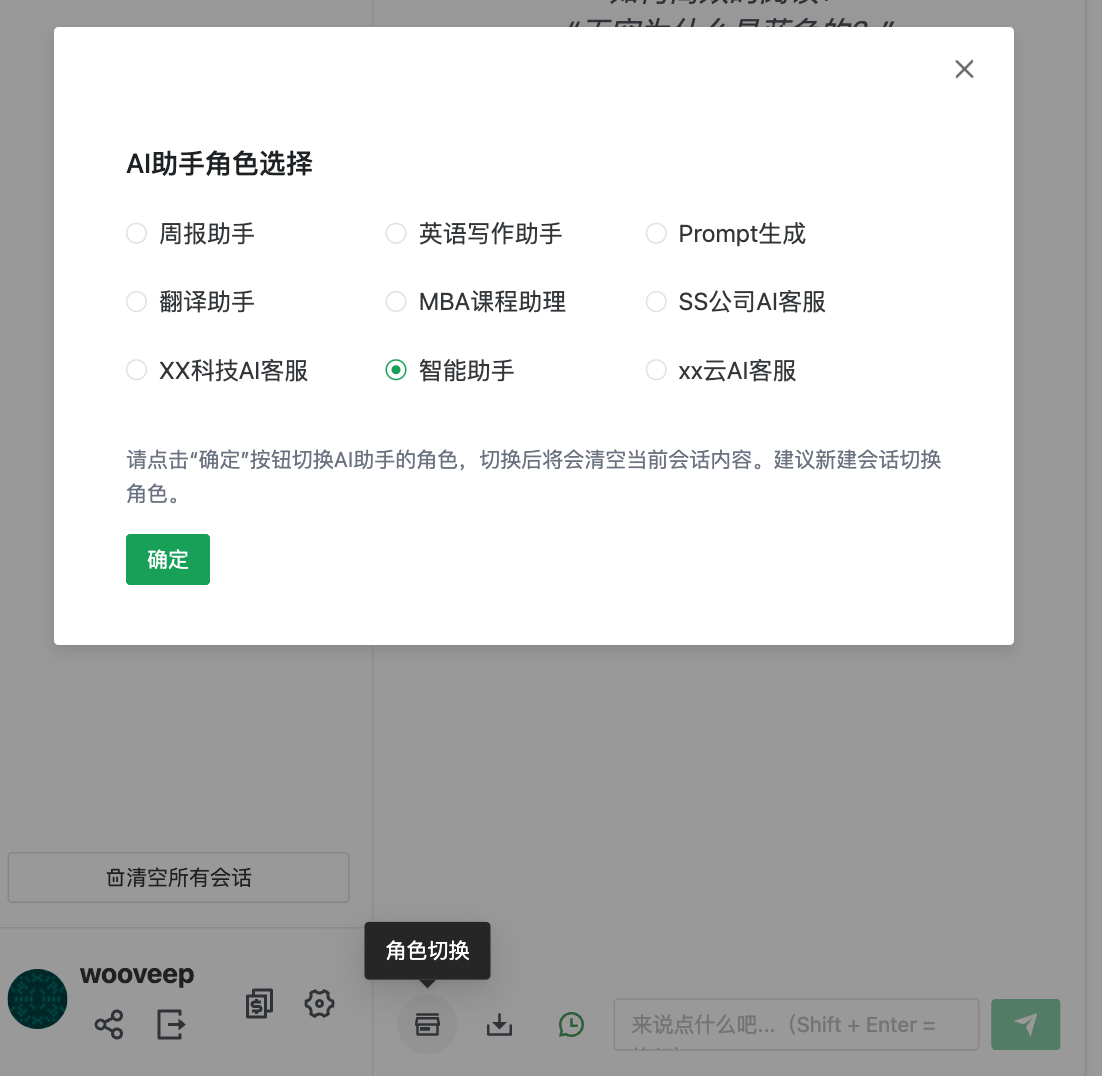 AI助手角色选择
周报助手 英语写作助手 Prompt生成
翻译助手 MBA课程助理 SS公司AI客服
XX科技AI客服 智能助手 xx云AI客服
请点击“确定”按钮切换AI助手的角色，切换后将会清空当前会话内容。建议新建会话切换
角色。
确定
清空所有会话
角色切换
wooveep
来说点什么吧...（Shift + Enter =